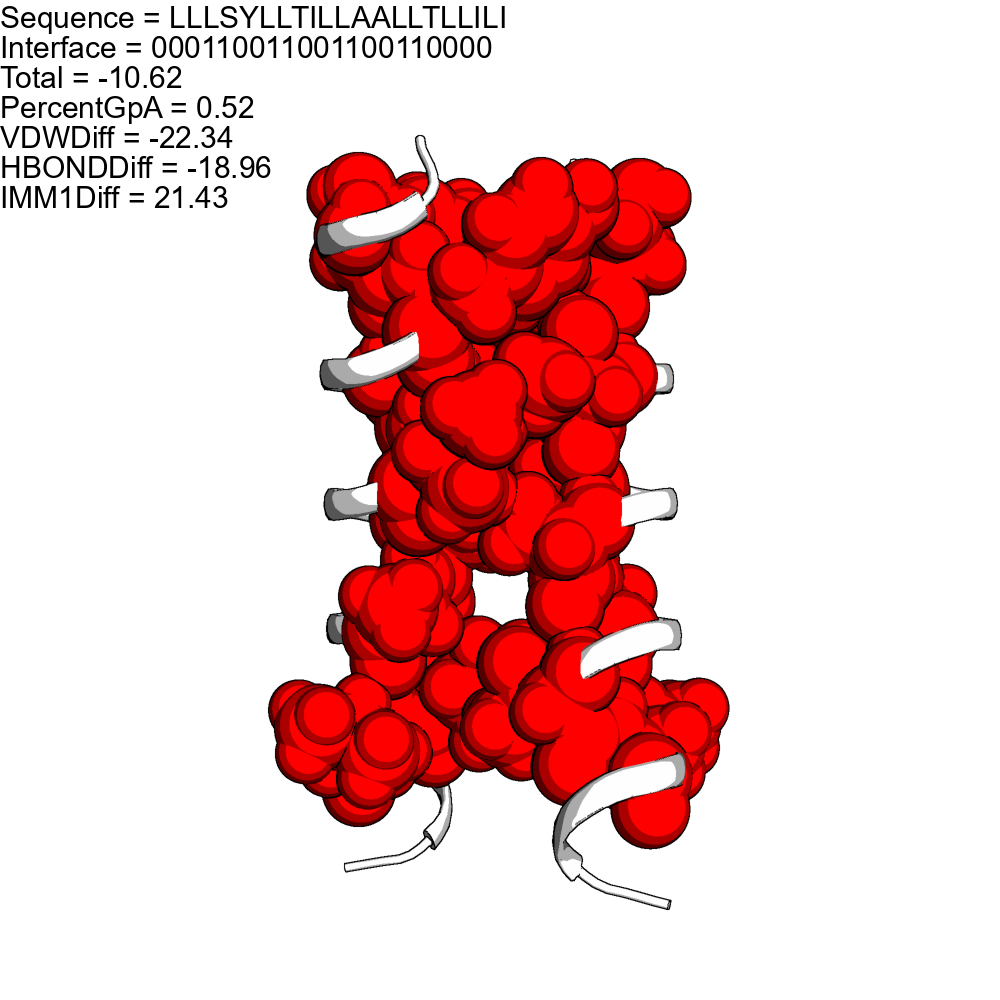 Sequence = LLLSYLLTILLAALLTLLILI
Interface = 000110011001100110000
Total = -10.62
PercentGpA = 0.52
VDWDiff = -22.34
HBONDDiff = -18.96
IMM1Diff = 21.43